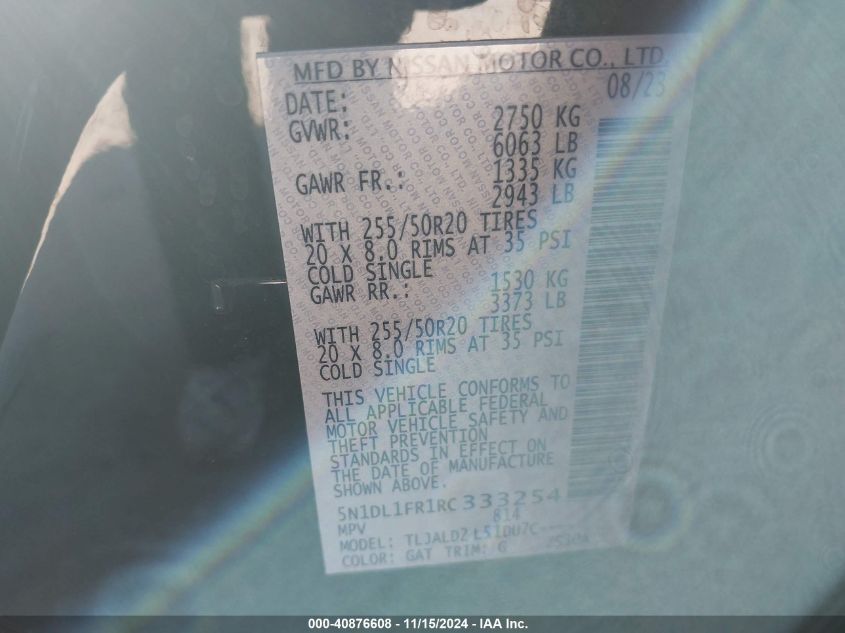 MFD BY NISSAN MOTOR CO., LTD.
DATE: 08/23
GVWR: 2750 KG
6063 LB
GAWR FR.: 1335 KG
2943 LB
WITH 255/50R20 TIRES
20 X 8.0 RIMS AT 35 PSI
COLD SINGLE
GAWR RR.: 1530 KG
3373 LB
WITH 255/50R20 TIRES
20 X 8.0 RIMS AT 35 PSI
COLD SINGLE
THIS VEHICLE CONFORMS TO
ALL APPLICABLE FEDERAL
MOTOR VEHICLE SAFETY AND
THEFT PREVENTION
STANDARDS IN EFFECT ON
THE DATE OF MANUFACTURE
SHOWN ABOVE.
5N1DL1FR1RC333254
MPV 814
MODEL:
COLOR: GAT TRIM: G
000-40876608 - 11/15/2024 - IAA Inc.